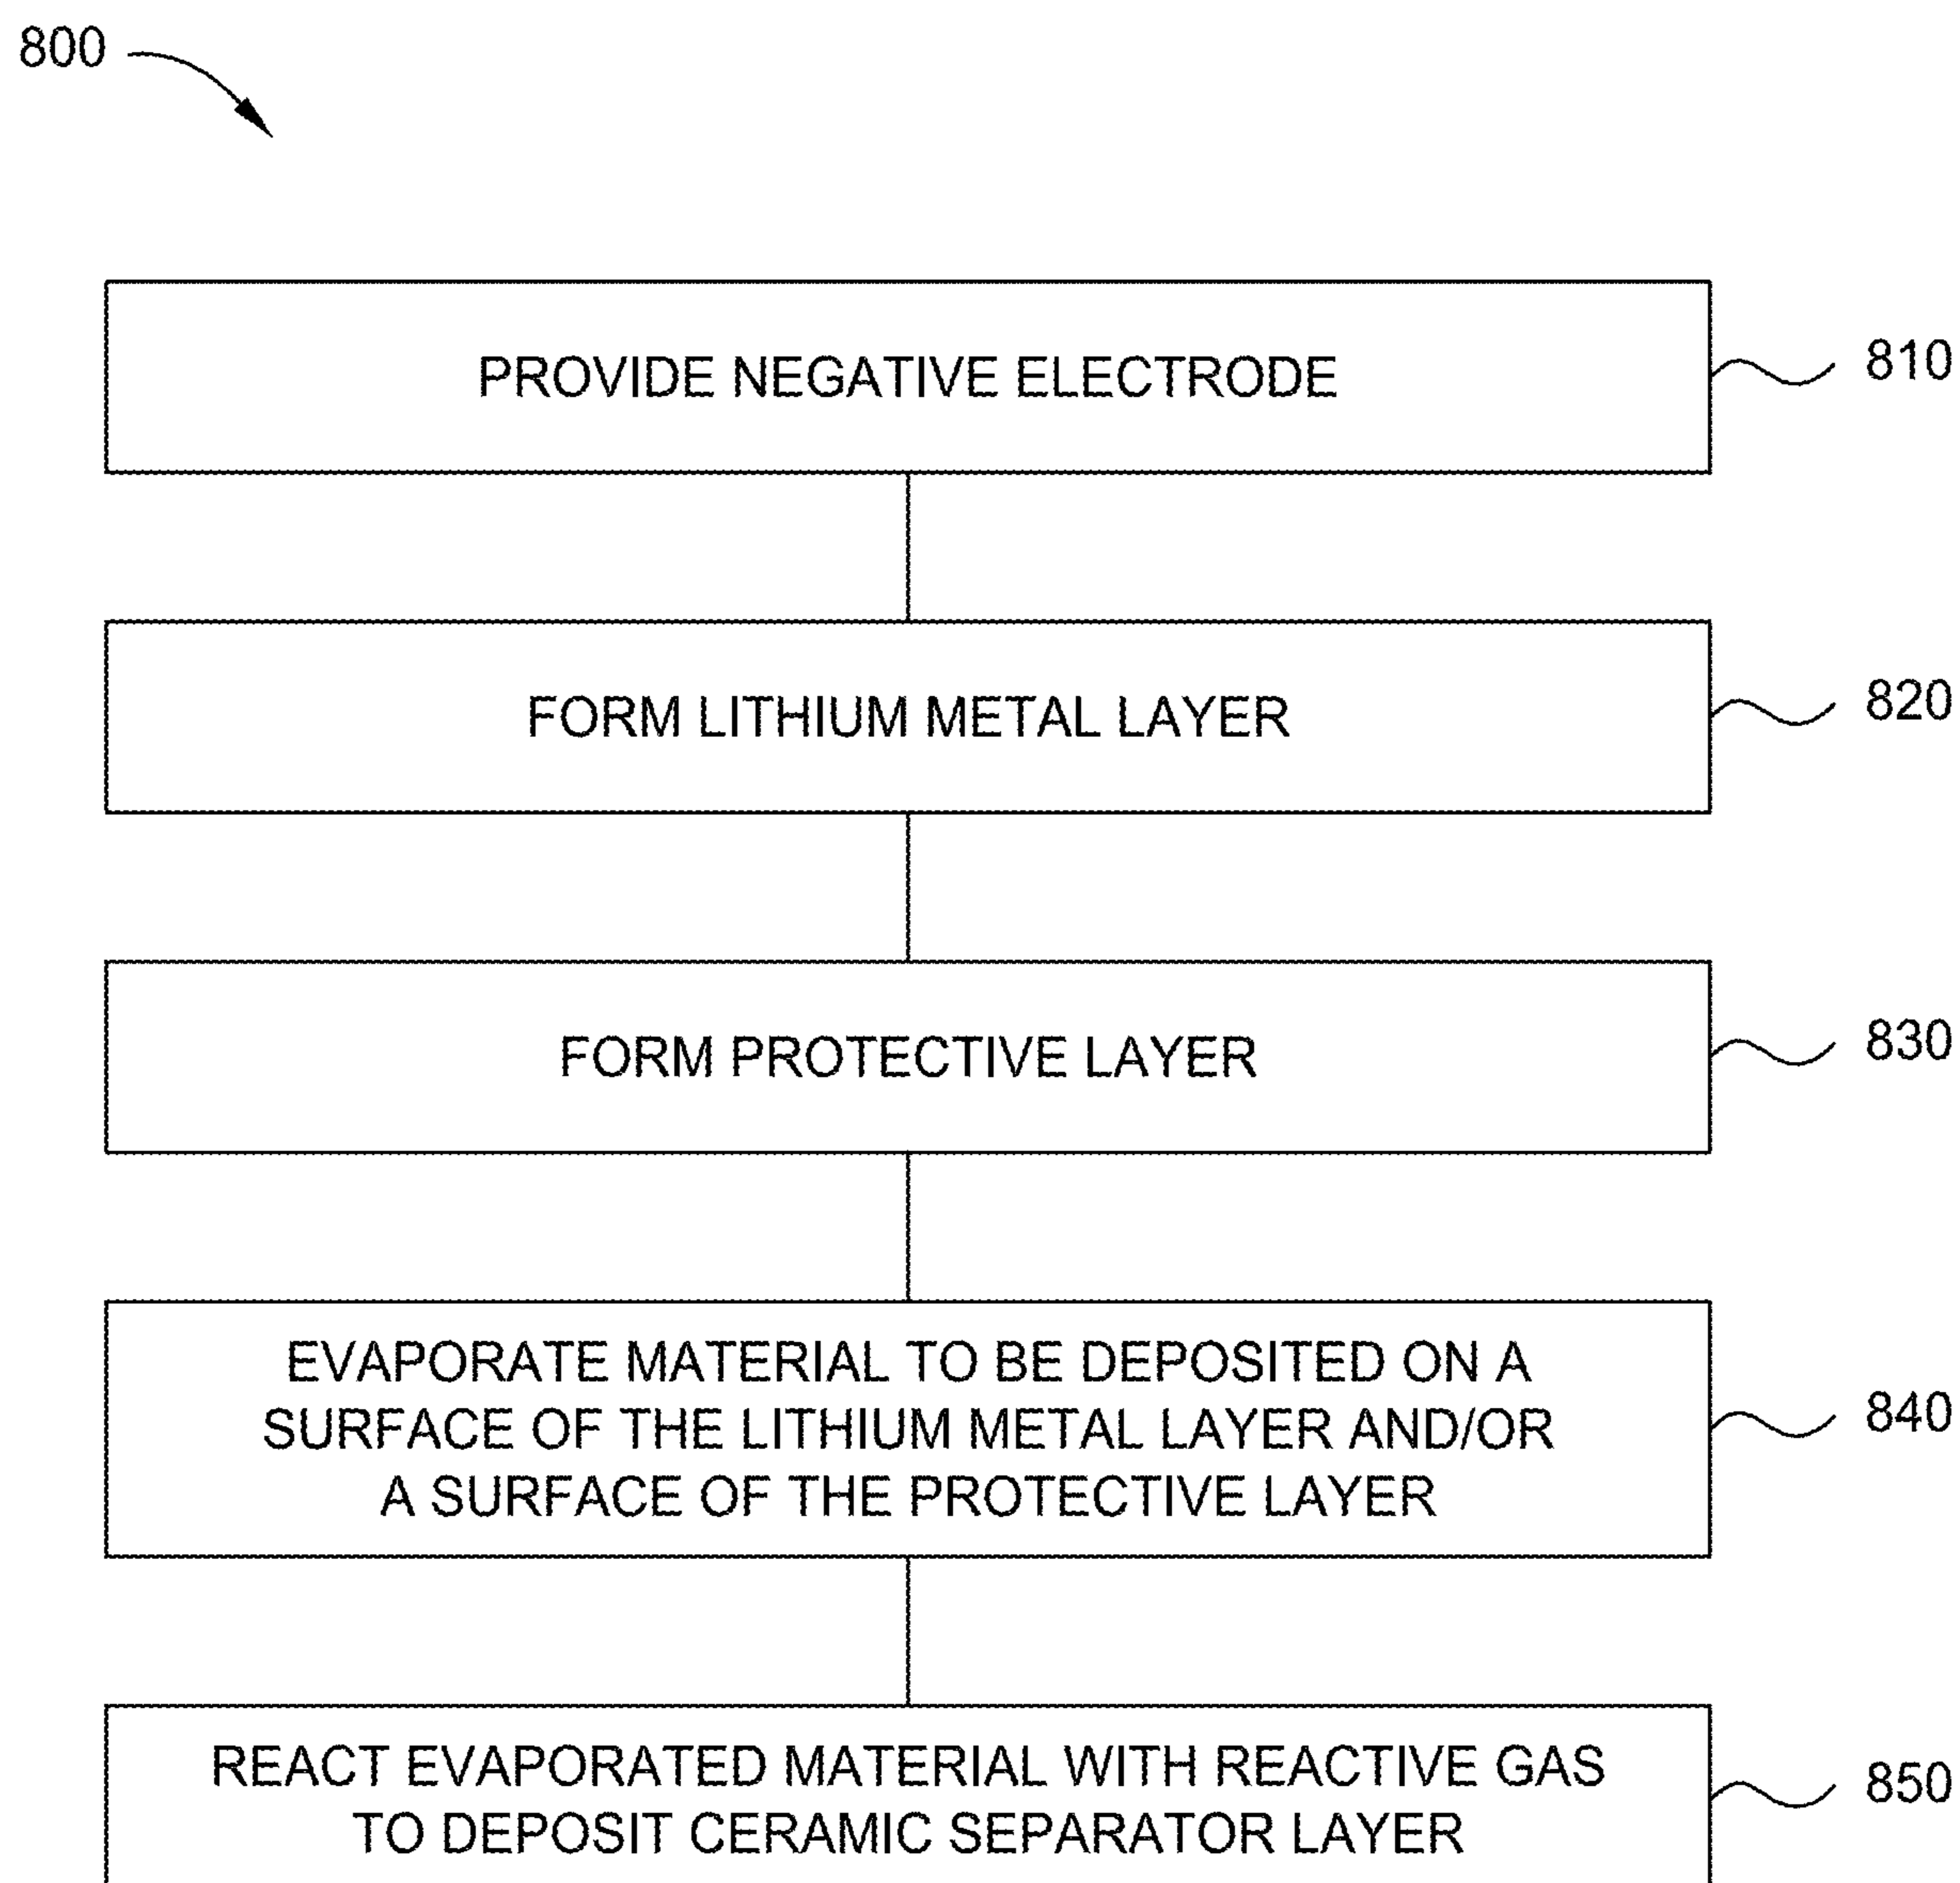 800
PROVIDE NEGATIVE ELECTRODE
810
FORM LITHIUM METAL LAYER
820
FORM PROTECTIVE LAYER
830
EVAPORATE MATERIAL TO BE DEPOSITED ON A
SURFACE OF THE LITHIUM METAL LAYER AND/OR
A SURFACE OF THE PROTECTIVE LAYER
840
REACT EVAPORATED MATERIAL WITH REACTIVE GAS
TO DEPOSIT CERAMIC SEPARATOR LAYER
850